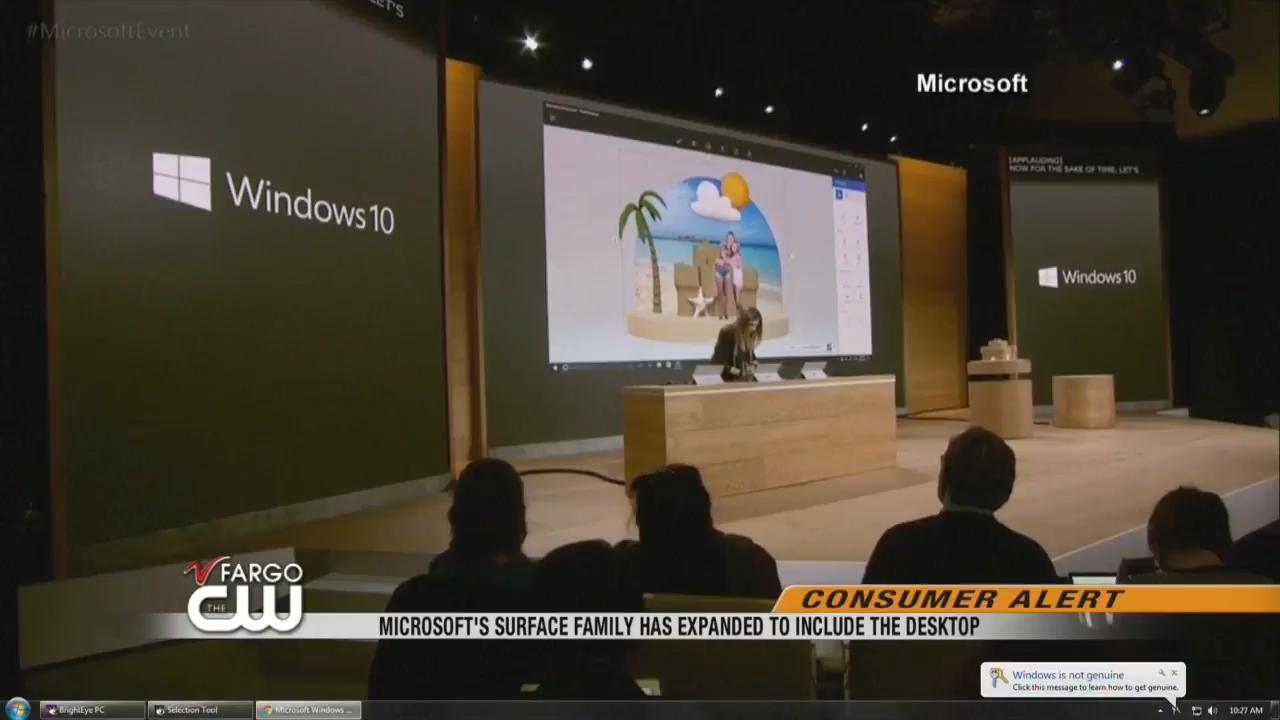 LET'S
#MicrosoftEvent
Microsoft
[APPLAUDING]
NOW FOR THE SAKE OF TIME, LET'S
Windows 10
Windows 10
FARGO
THE CW
CONSUMER ALERT
MICROSOFT'S SURFACE FAMILY HAS EXPANDED TO INCLUDE THE DESKTOP
Windows is not genuine
Click this message to learn how to get genuine.
BrightEye PC
Selection Tool
Microsoft Windows ...
10:27 AM